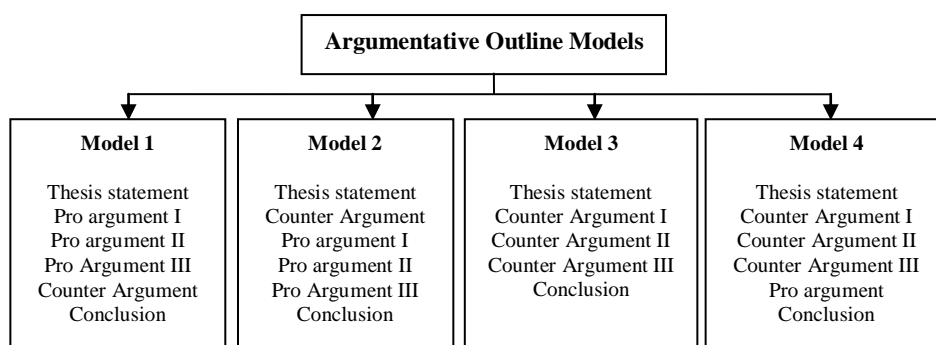 Argumentative Outline Models
Model 1
Thesis statement
Pro argument I
Pro argument II
Pro Argument III
Counter Argument
Conclusion
Model 2
Thesis statement
Counter Argument
Pro argument I
Pro argument II
Pro Argument III
Conclusion
Model 3
Thesis statement
Counter Argument I
Counter Argument II
Counter Argument III
Conclusion
Model 4
Thesis statement
Counter Argument I
Counter Argument II
Counter Argument III
Pro argument
Conclusion